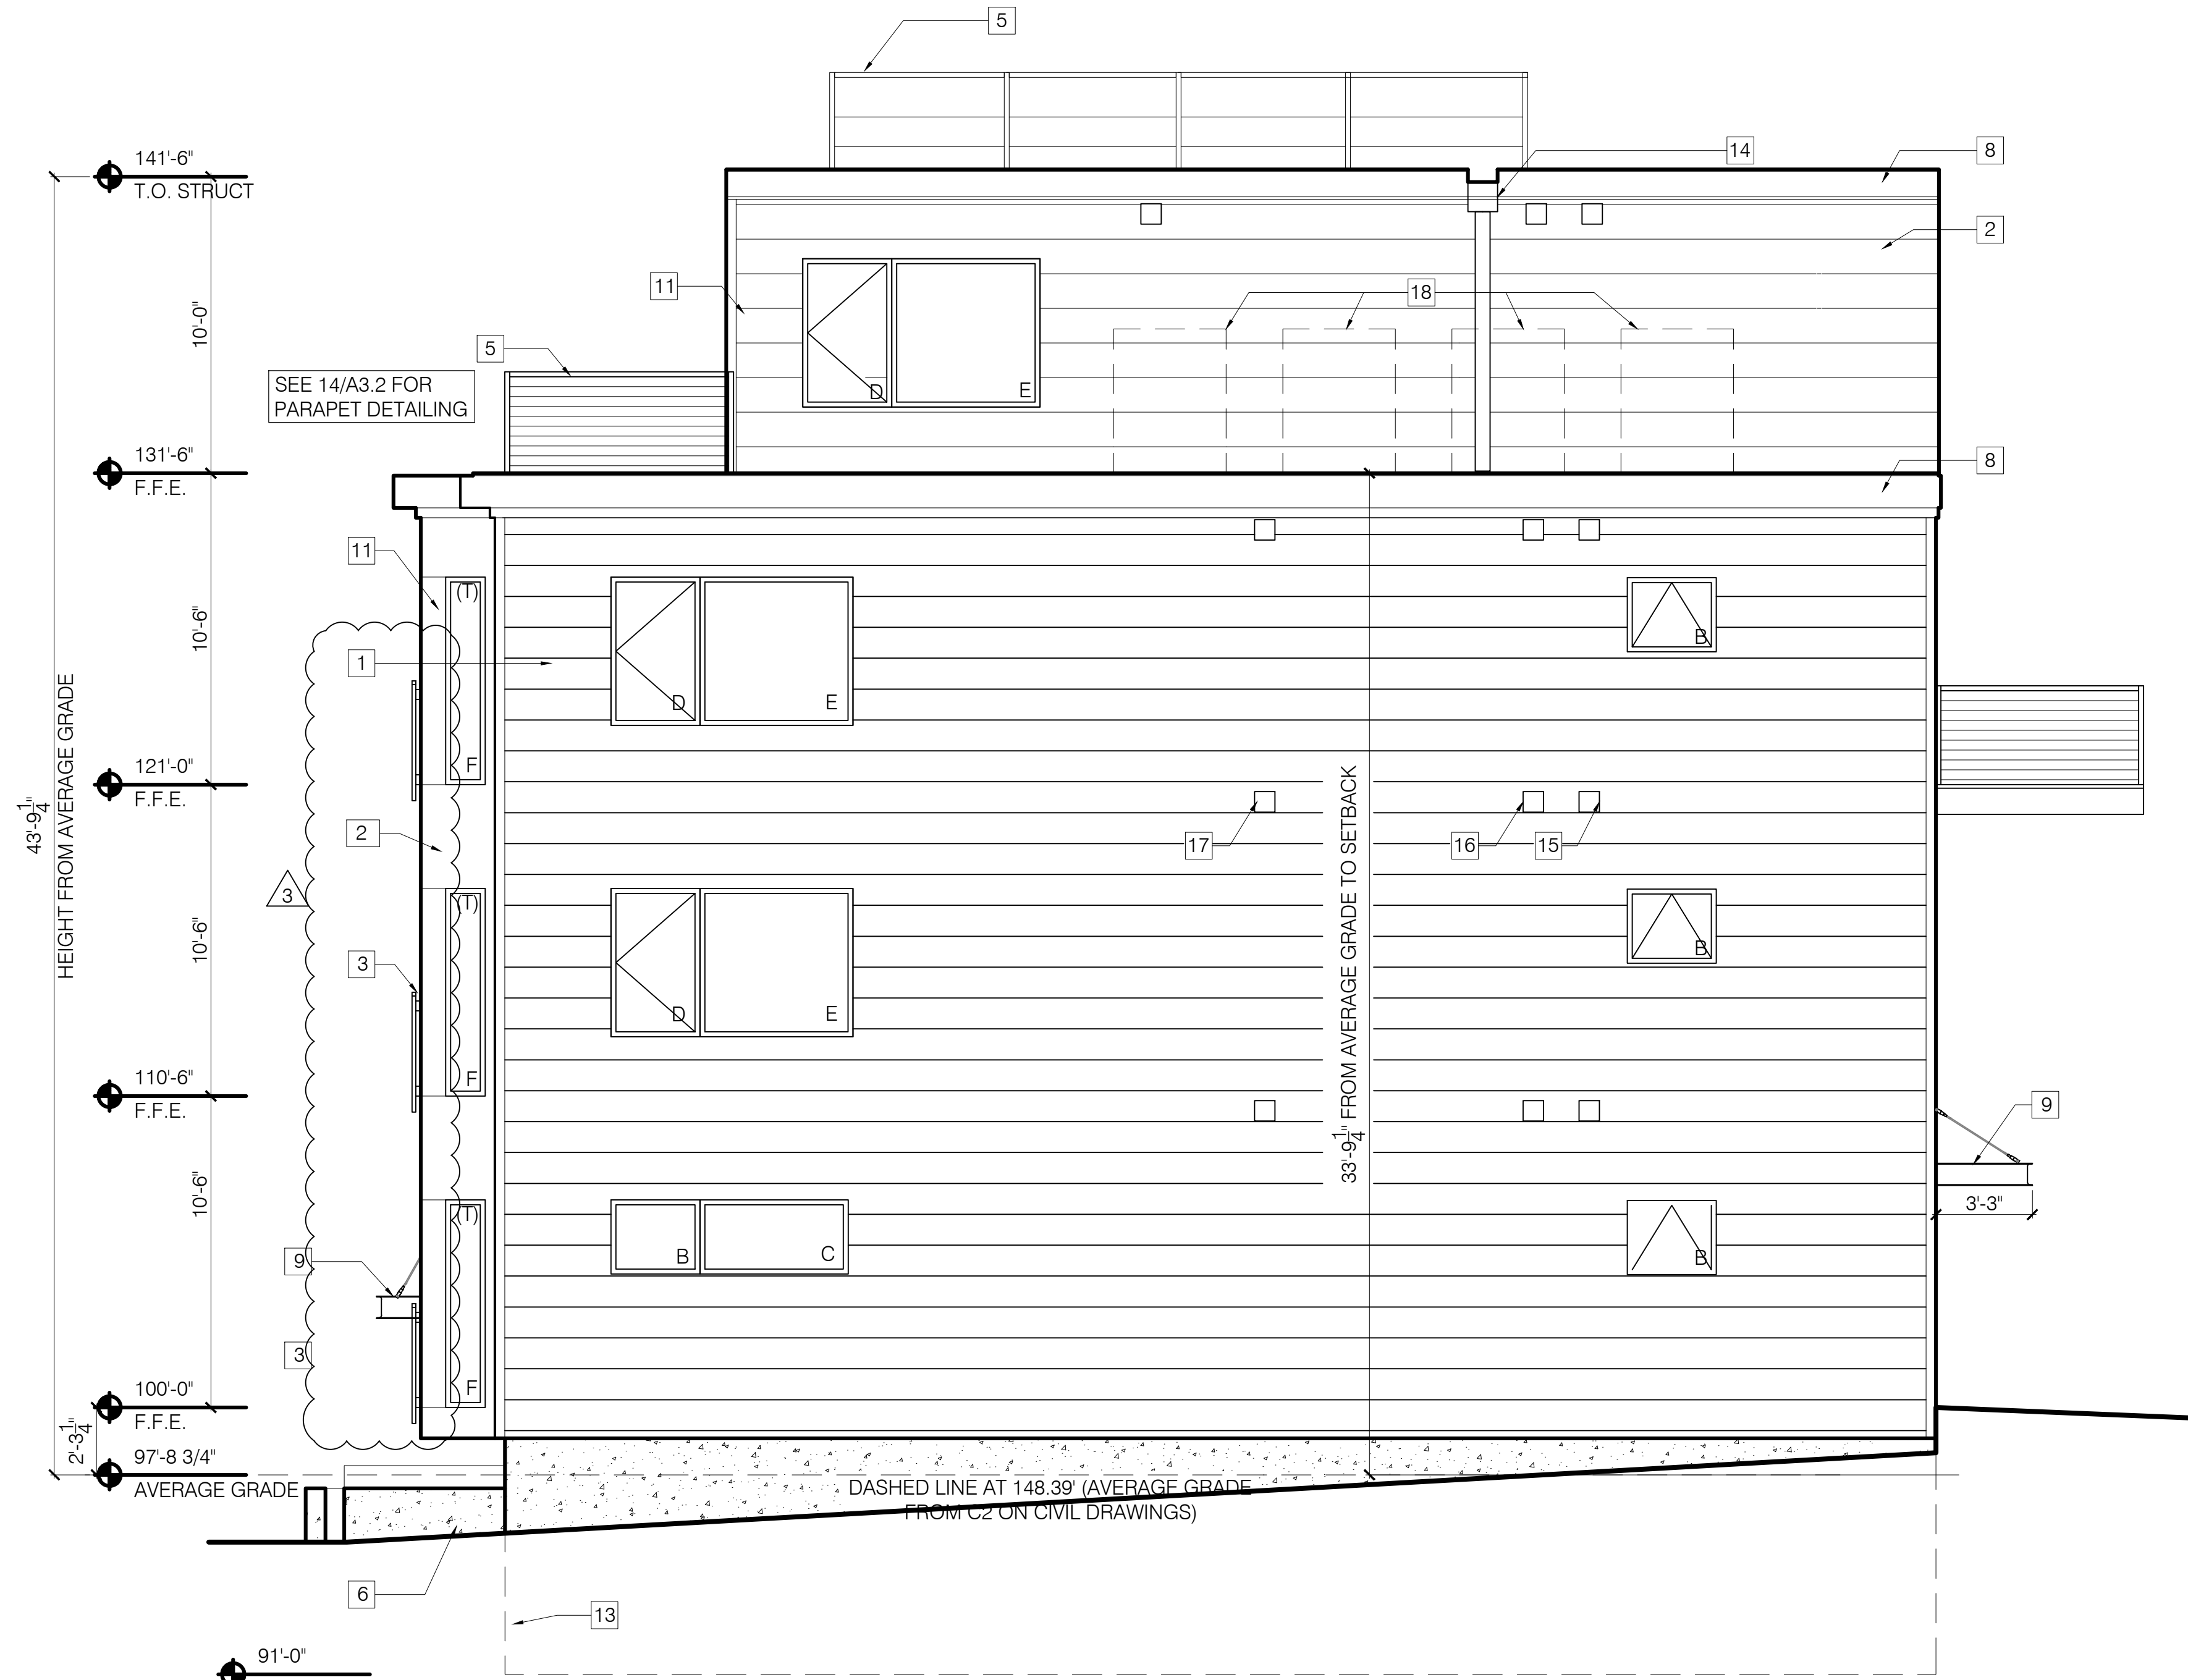 5
141'-6"
T.O. STRUCT
14
8
2
11
18
10'-0"
5
SEE 14/A3.2 FOR
PARAPET DETAILING
D
E
131'-6"
F.F.E.
8
11
(T)
10'-6"
1
B
D
E
F
HEIGHT FROM AVERAGE GRADE
43'-9 1/4"
121'-0"
F.F.E.
2
17
16
15
3
(T)
10'-6"
3
B
D
E
F
33'-9 1/4" FROM AVERAGE GRADE TO SETBACK
110'-6"
F.F.E.
9
10'-6"
3'-3"
(T)
9
B
C
B
3
F
100'-0"
F.F.E.
2'-3 1/4"
97'-8 3/4"
AVERAGE GRADE
DASHED LINE AT 148.39' (AVERAGE GRADE
FROM C2 ON CIVIL DRAWINGS)
6
13
91'-0"